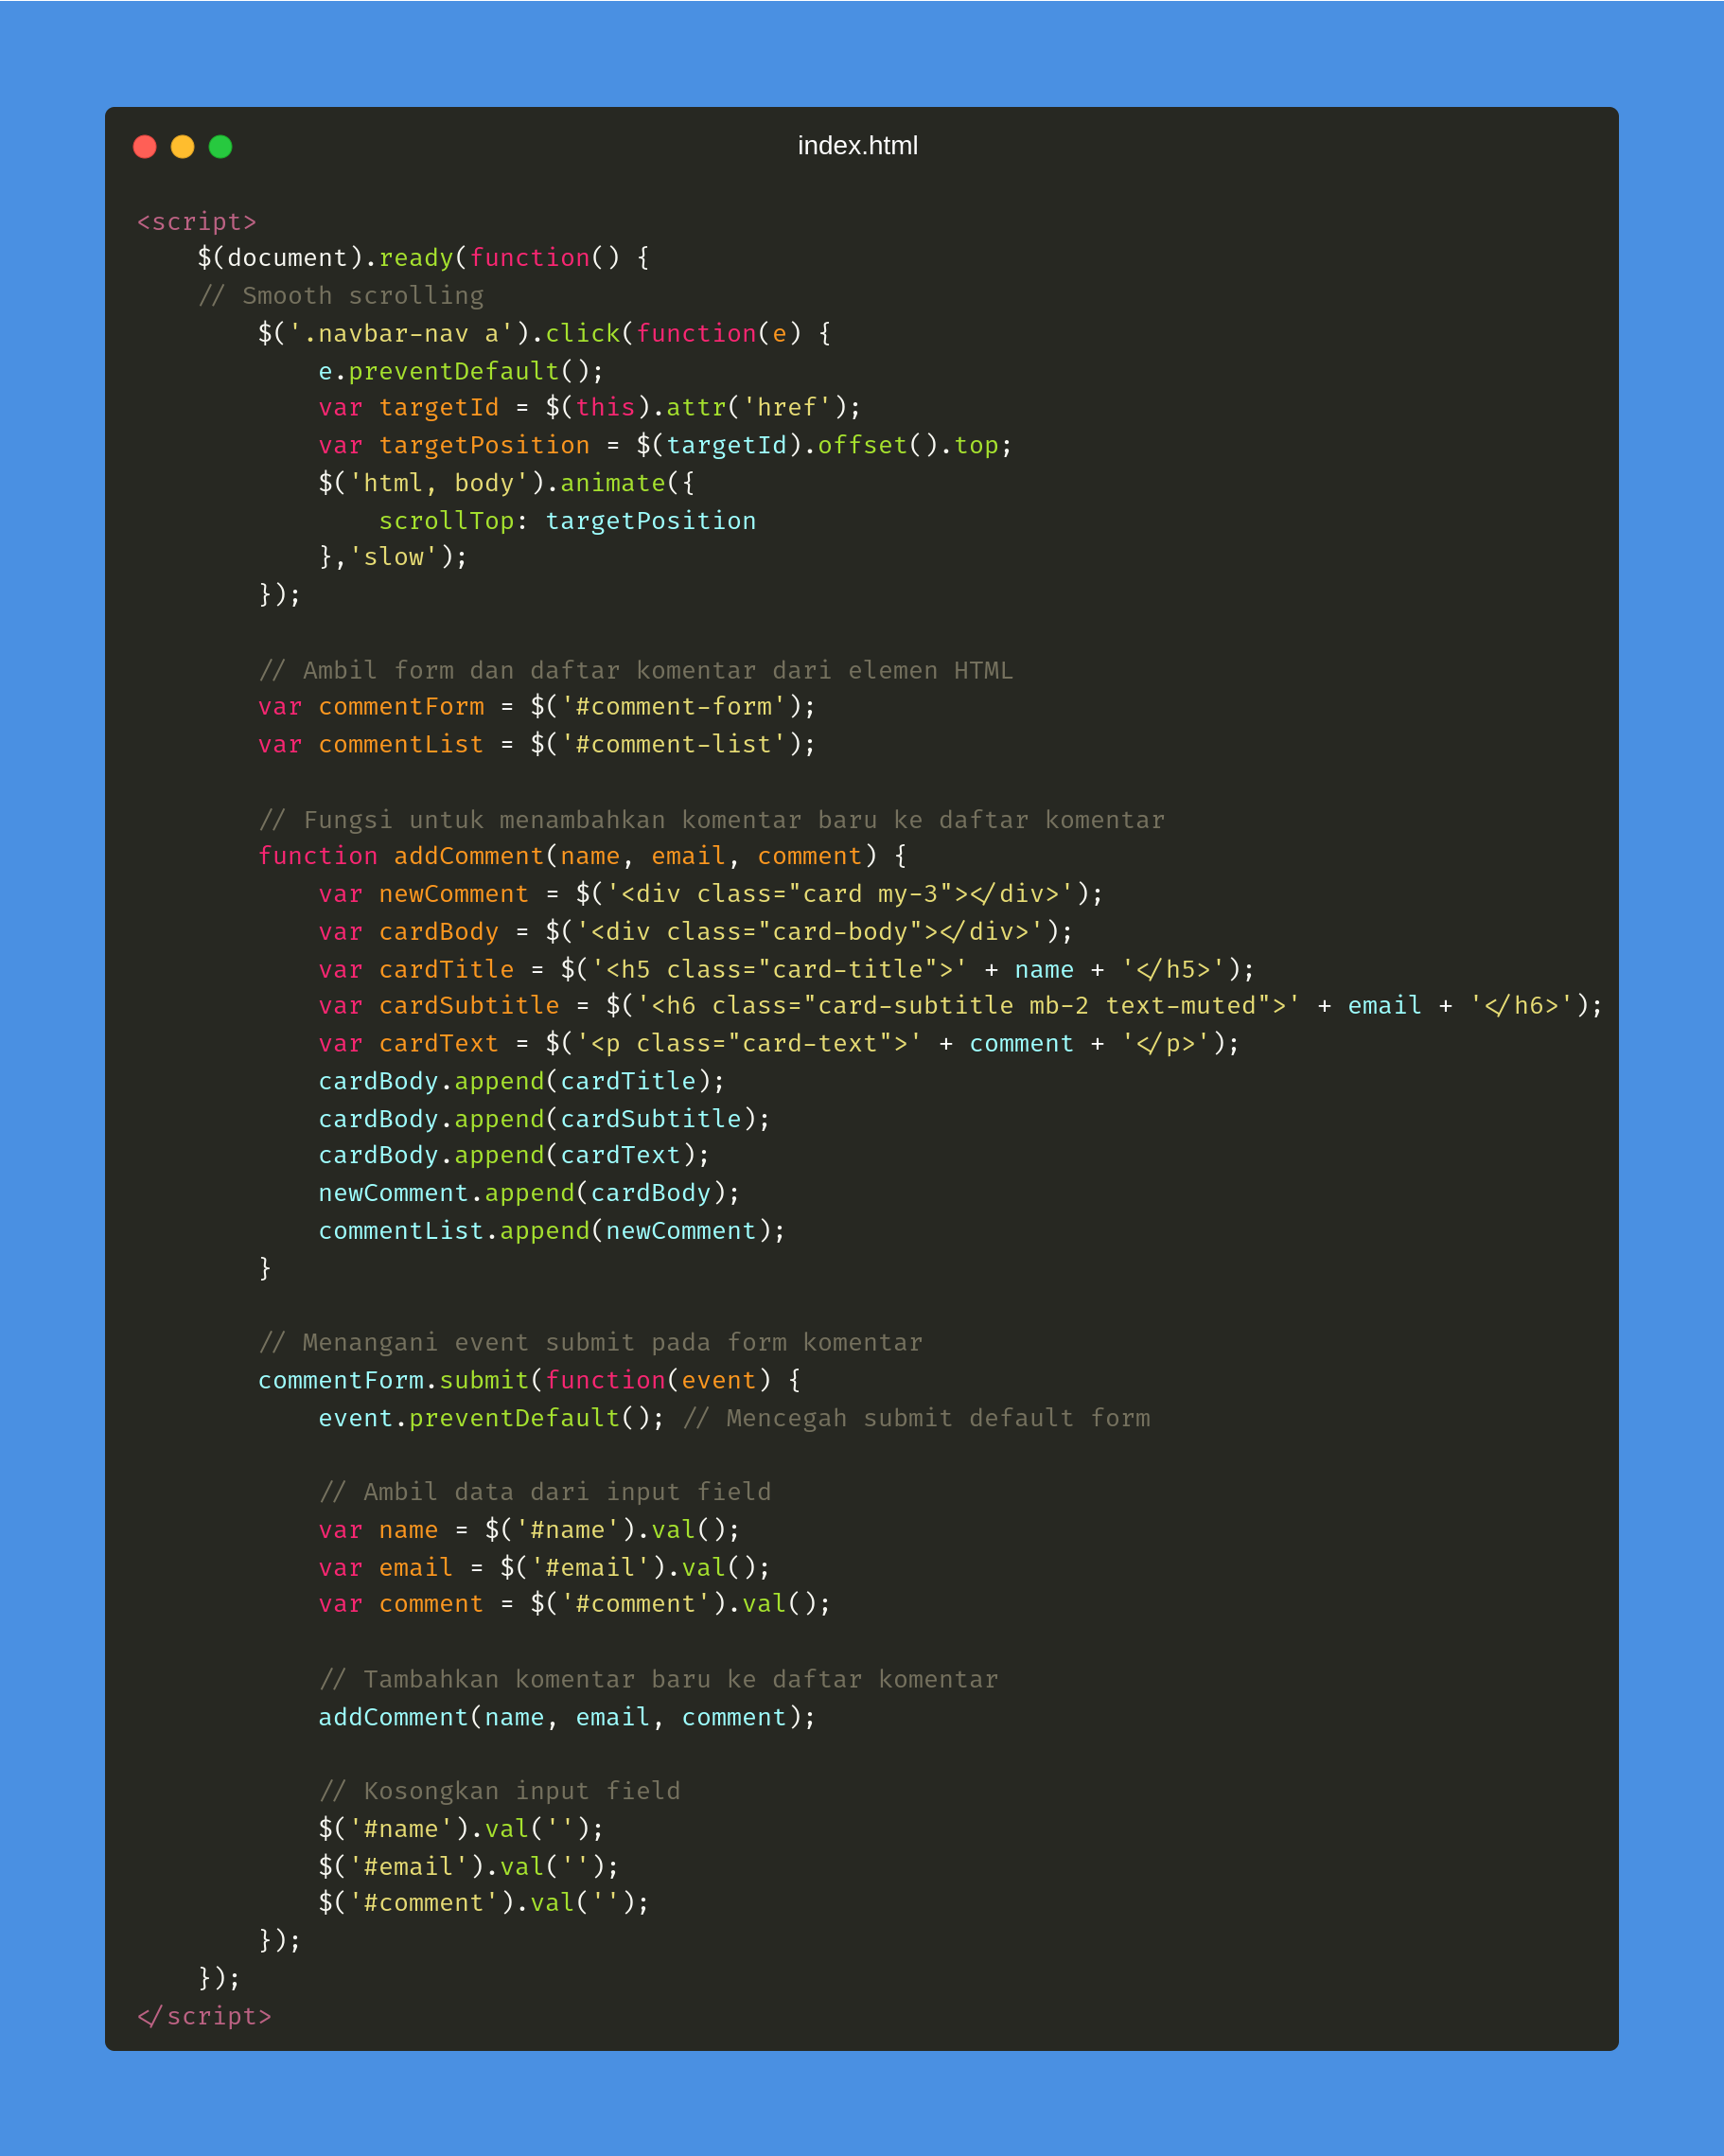 index.html
<script>
    $(document).ready(function() {
    // Smooth scrolling
        $('.navbar-nav a').click(function(e) {
            e.preventDefault();
            var targetId = $(this).attr('href');
            var targetPosition = $(targetId).offset().top;
            $('html, body').animate({
                scrollTop: targetPosition
            },'slow');
        });

        // Ambil form dan daftar komentar dari elemen HTML
        var commentForm = $('#comment-form');
        var commentList = $('#comment-list');

        // Fungsi untuk menambahkan komentar baru ke daftar komentar
        function addComment(name, email, comment) {
            var newComment = $('<div class="card my-3"></div>');
            var cardBody = $('<div class="card-body"></div>');
            var cardTitle = $('<h5 class="card-title">' + name + '</h5>');
            var cardSubtitle = $('<h6 class="card-subtitle mb-2 text-muted">' + email + '</h6>');
            var cardText = $('<p class="card-text">' + comment + '</p>');
            cardBody.append(cardTitle);
            cardBody.append(cardSubtitle);
            cardBody.append(cardText);
            newComment.append(cardBody);
            commentList.append(newComment);
        }

        // Menangani event submit pada form komentar
        commentForm.submit(function(event) {
            event.preventDefault(); // Mencegah submit default form

            // Ambil data dari input field
            var name = $('#name').val();
            var email = $('#email').val();
            var comment = $('#comment').val();

            // Tambahkan komentar baru ke daftar komentar
            addComment(name, email, comment);

            // Kosongkan input field
            $('#name').val('');
            $('#email').val('');
            $('#comment').val('');
        });
    });
</script>